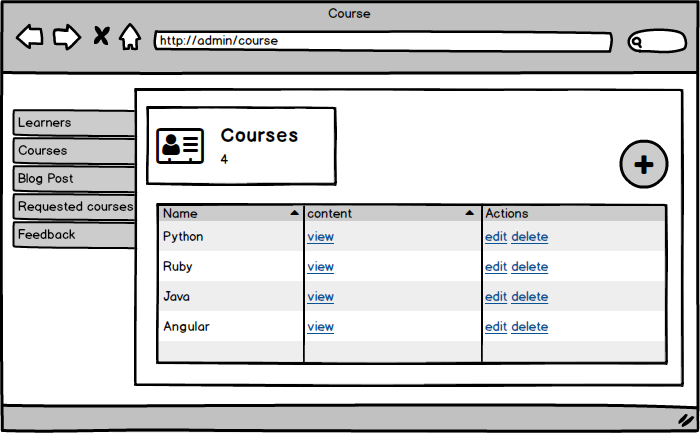 Course
http://admin/course
Learners
Courses
Blog Post
Requested courses
Feedback
Courses
4
Name content Actions
Python view edit delete
Ruby view edit delete
Java view edit delete
Angular view edit delete